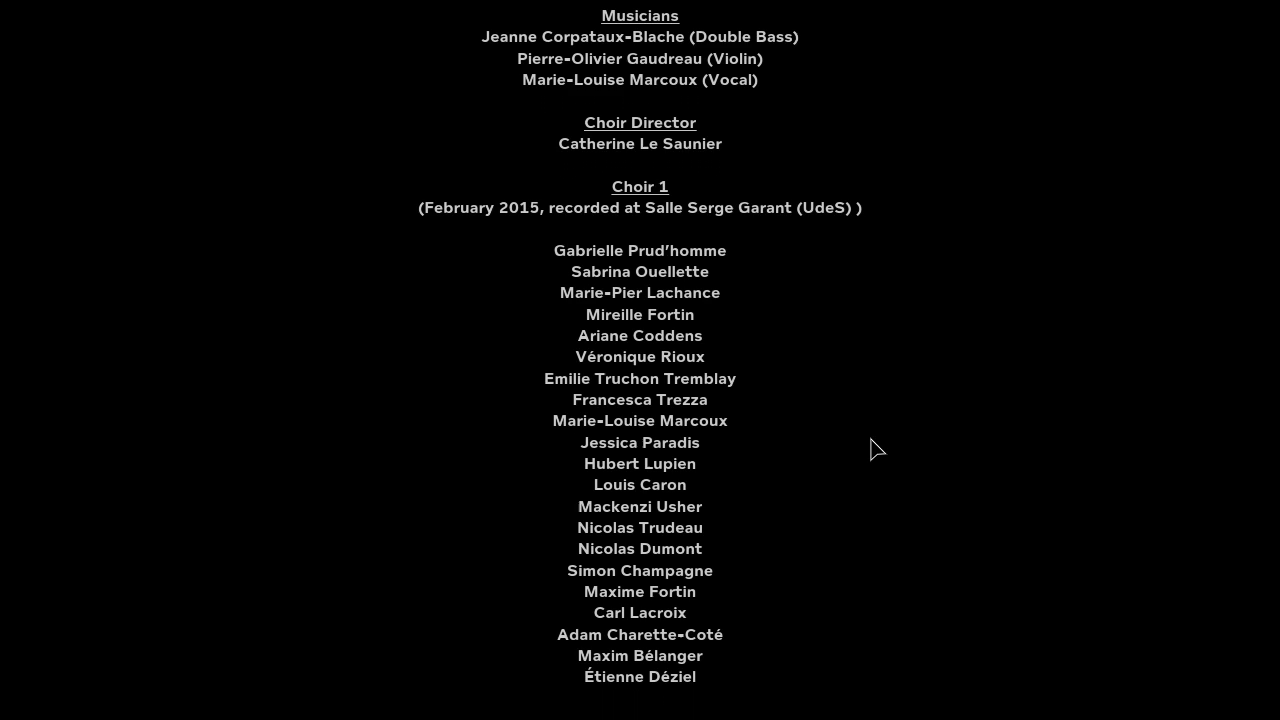 Musicians
Jeanne Corpataux-Blache (Double Bass)
Pierre-Olivier Gaudreau (Violin)
Marie-Louise Marcoux (Vocal)
Choir Director
Catherine Le Saunier
Choir 1
(February 2015, recorded at Salle Serge Garant (UdeS) )
Gabrielle Prud’homme
Sabrina Ouellette
Marie-Pier Lachance
Mireille Fortin
Ariane Coddens
Véronique Rioux
Emilie Truchon Tremblay
Francesca Trezza
Marie-Louise Marcoux
Jessica Paradis
Hubert Lupien
Louis Caron
Mackenzi Usher
Nicolas Trudeau
Nicolas Dumont
Simon Champagne
Maxime Fortin
Carl Lacroix
Adam Charette-Coté
Maxim Bélanger
Étienne Déziel